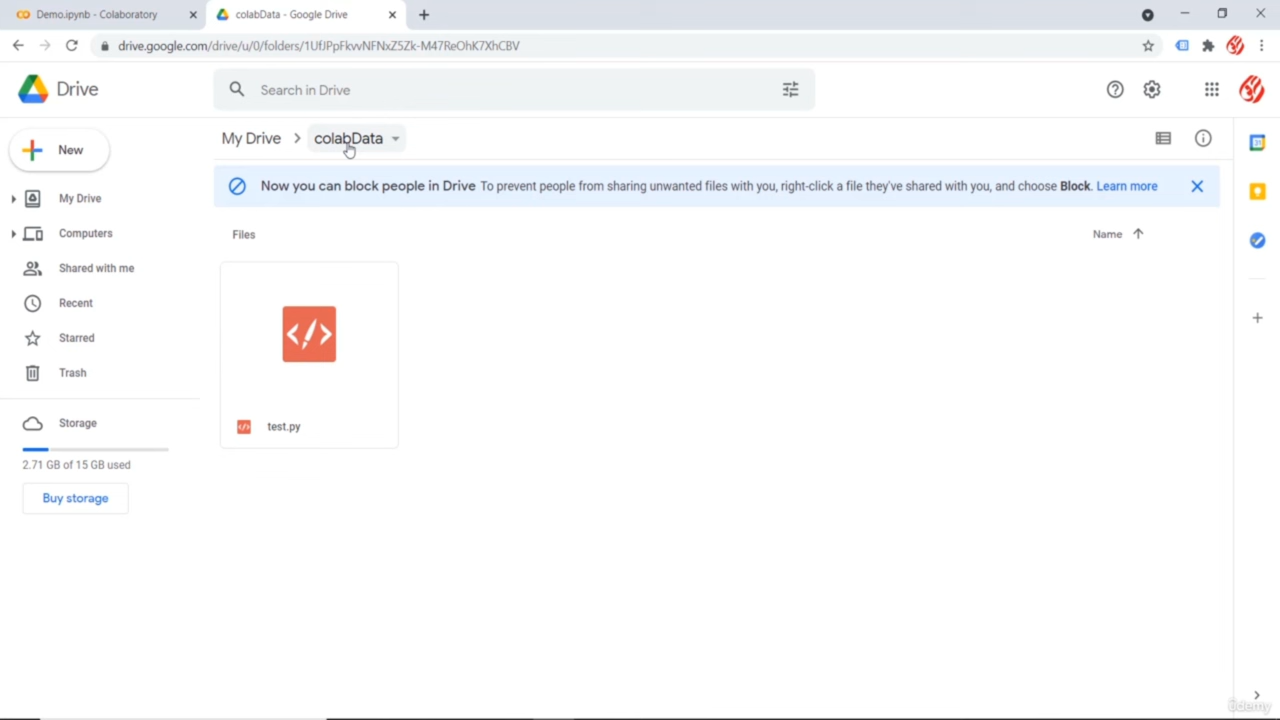 Demo.ipynb - Colaboratory
colabData - Google Drive
drive.google.com/drive/u/0/folders/1UfJPpFkvvNFNxZ5Zk-M47ReOhK7XhCBV
Drive
Search in Drive
New
My Drive
colabData
Now you can block people in Drive To prevent people from sharing unwanted files with you, right-click a file they've shared with you, and choose Block. Learn more
My Drive
Computers
Shared with me
Recent
Starred
Trash
Storage
2.71 GB of 15 GB used
Buy storage
Files
Name
test.py
31
udemy